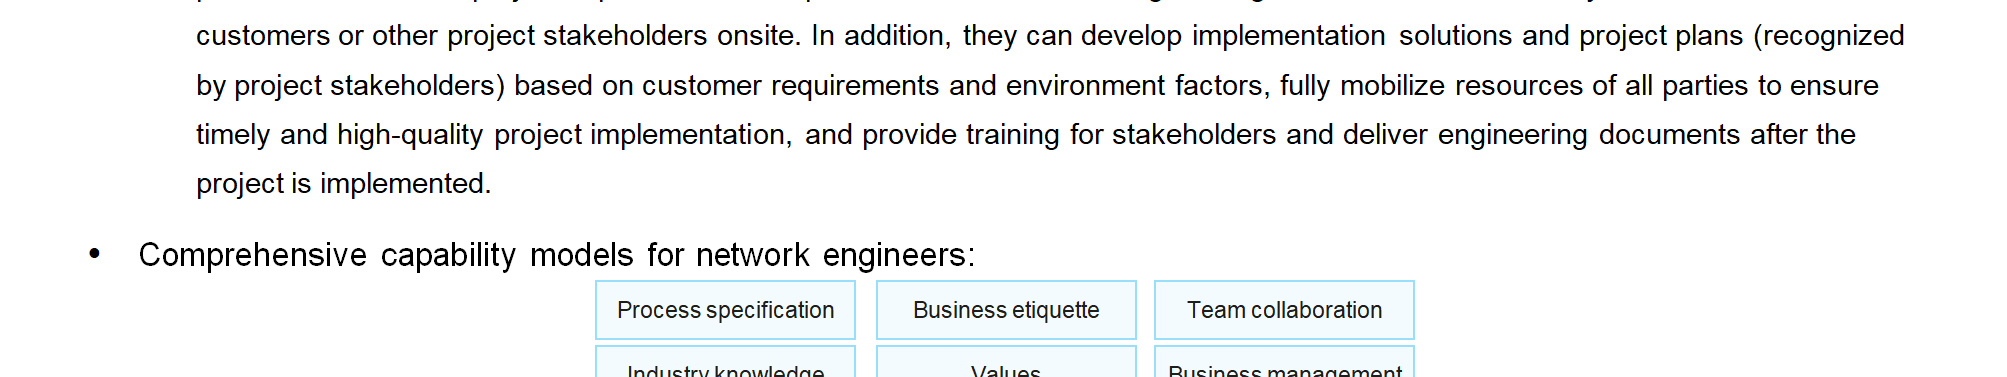 customers or other project stakeholders onsite. In addition, they can develop implementation solutions and project plans (recognized
by project stakeholders) based on customer requirements and environment factors, fully mobilize resources of all parties to ensure
timely and high-quality project implementation, and provide training for stakeholders and deliver engineering documents after the
project is implemented.
• Comprehensive capability models for network engineers:
Process specification Business etiquette Team collaboration
Industry knowledge Values Business management